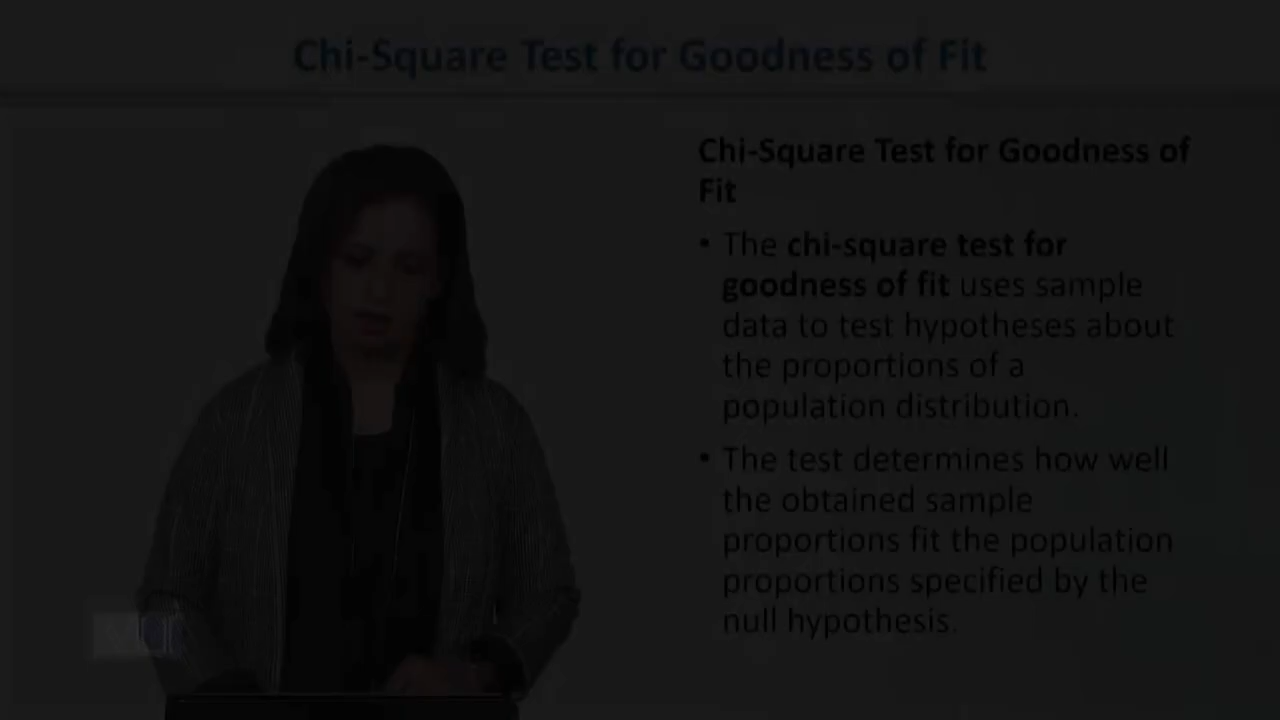 Chi-Square Test for Goodness of Fit
Chi-Square Test for Goodness of
Fit
• The chi-square test for
goodness of fit uses sample
data to test hypotheses about
the proportions of a
population distribution.
• The test determines how well
the obtained sample
proportions fit the population
proportions specified by the
null hypothesis.